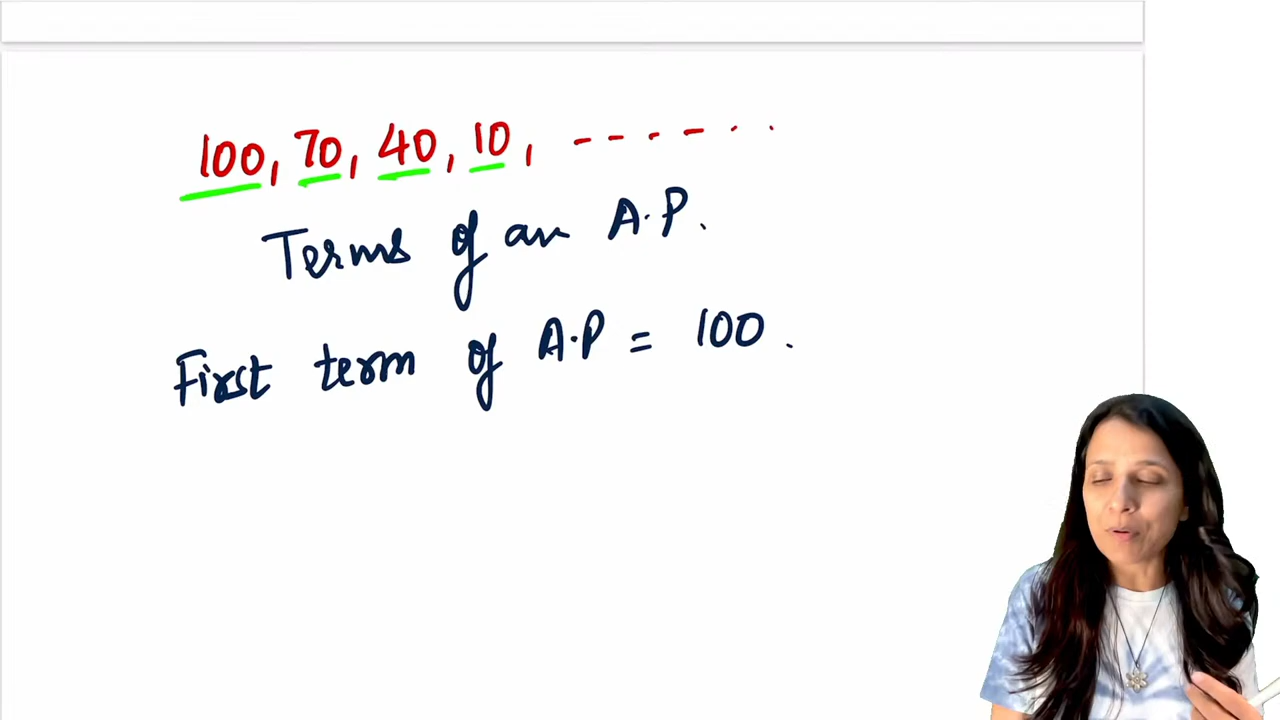 100, 70, 40, 10, - - - - - . .
Terms of an A.P.
First term of A.P = 100.